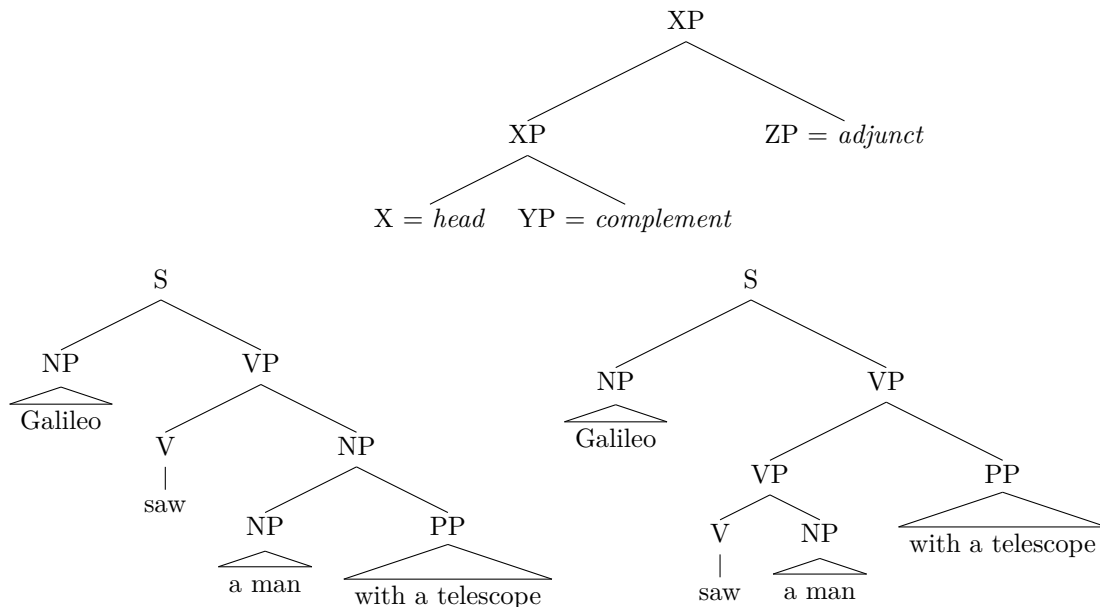 XP
XP ZP = adjunct
X = head YP = complement
S
NP VP
Galileo
V NP
saw
NP PP
a man with a telescope
S
NP VP
Galileo
VP PP
with a telescope
V NP
saw a man